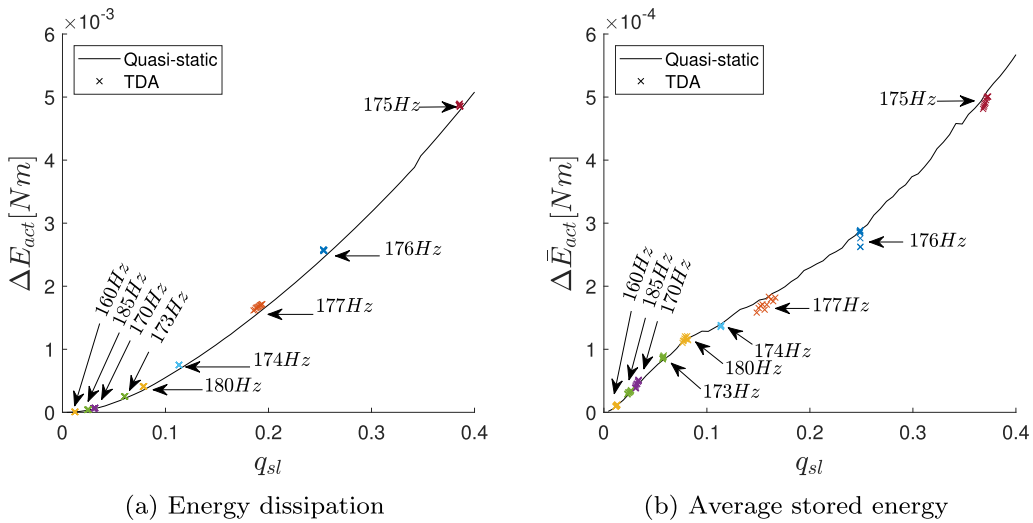 ×10⁻³
6
5
4
3
2
1
0
ΔE_act[Nm]
Quasi-static
TDA
175Hz
176Hz
177Hz
174Hz
180Hz
160Hz
185Hz
170Hz
173Hz
0 0.1 0.2 0.3 0.4
q_sl
(a) Energy dissipation
×10⁻⁴
6
5
4
3
2
1
0
ΔĒ_act[Nm]
Quasi-static
TDA
175Hz
176Hz
177Hz
174Hz
180Hz
173Hz
160Hz
185Hz
170Hz
0 0.1 0.2 0.3 0.4
q_sl
(b) Average stored energy